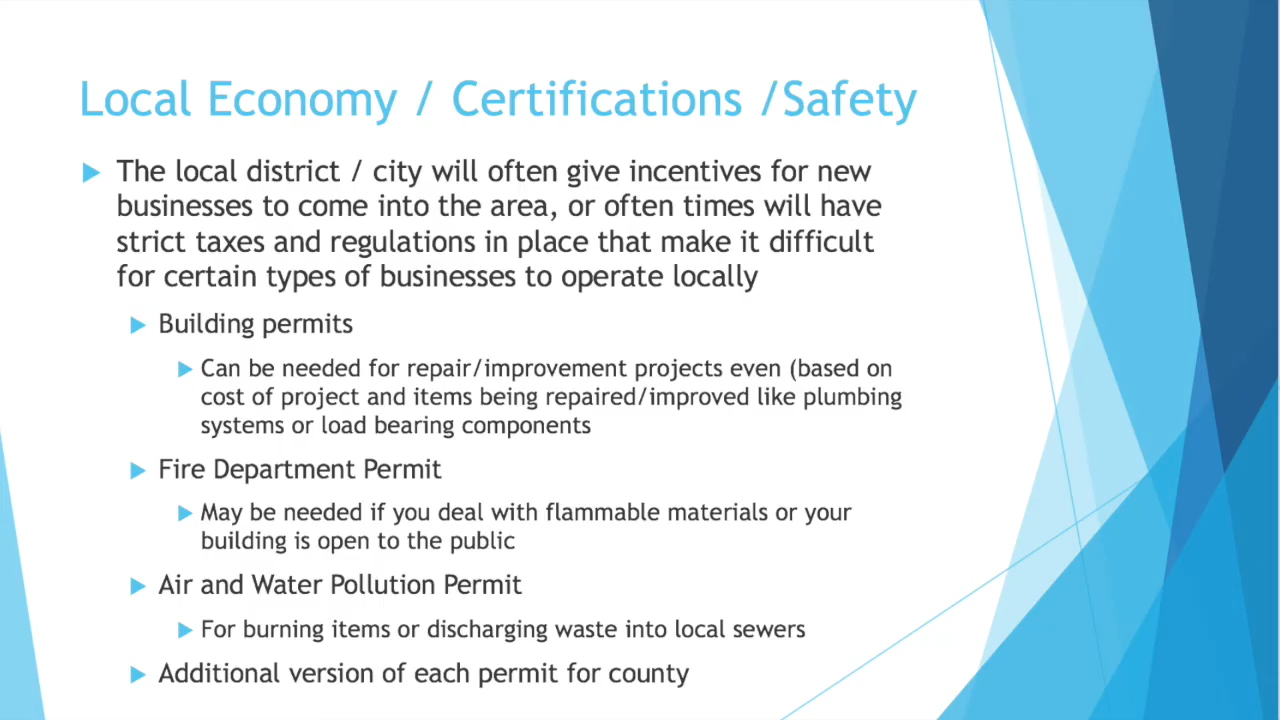 Local Economy / Certifications /Safety
The local district / city will often give incentives for new
businesses to come into the area, or often times will have
strict taxes and regulations in place that make it difficult
for certain types of businesses to operate locally
Building permits
Can be needed for repair/improvement projects even (based on
cost of project and items being repaired/improved like plumbing
systems or load bearing components
Fire Department Permit
May be needed if you deal with flammable materials or your
building is open to the public
Air and Water Pollution Permit
For burning items or discharging waste into local sewers
Additional version of each permit for county